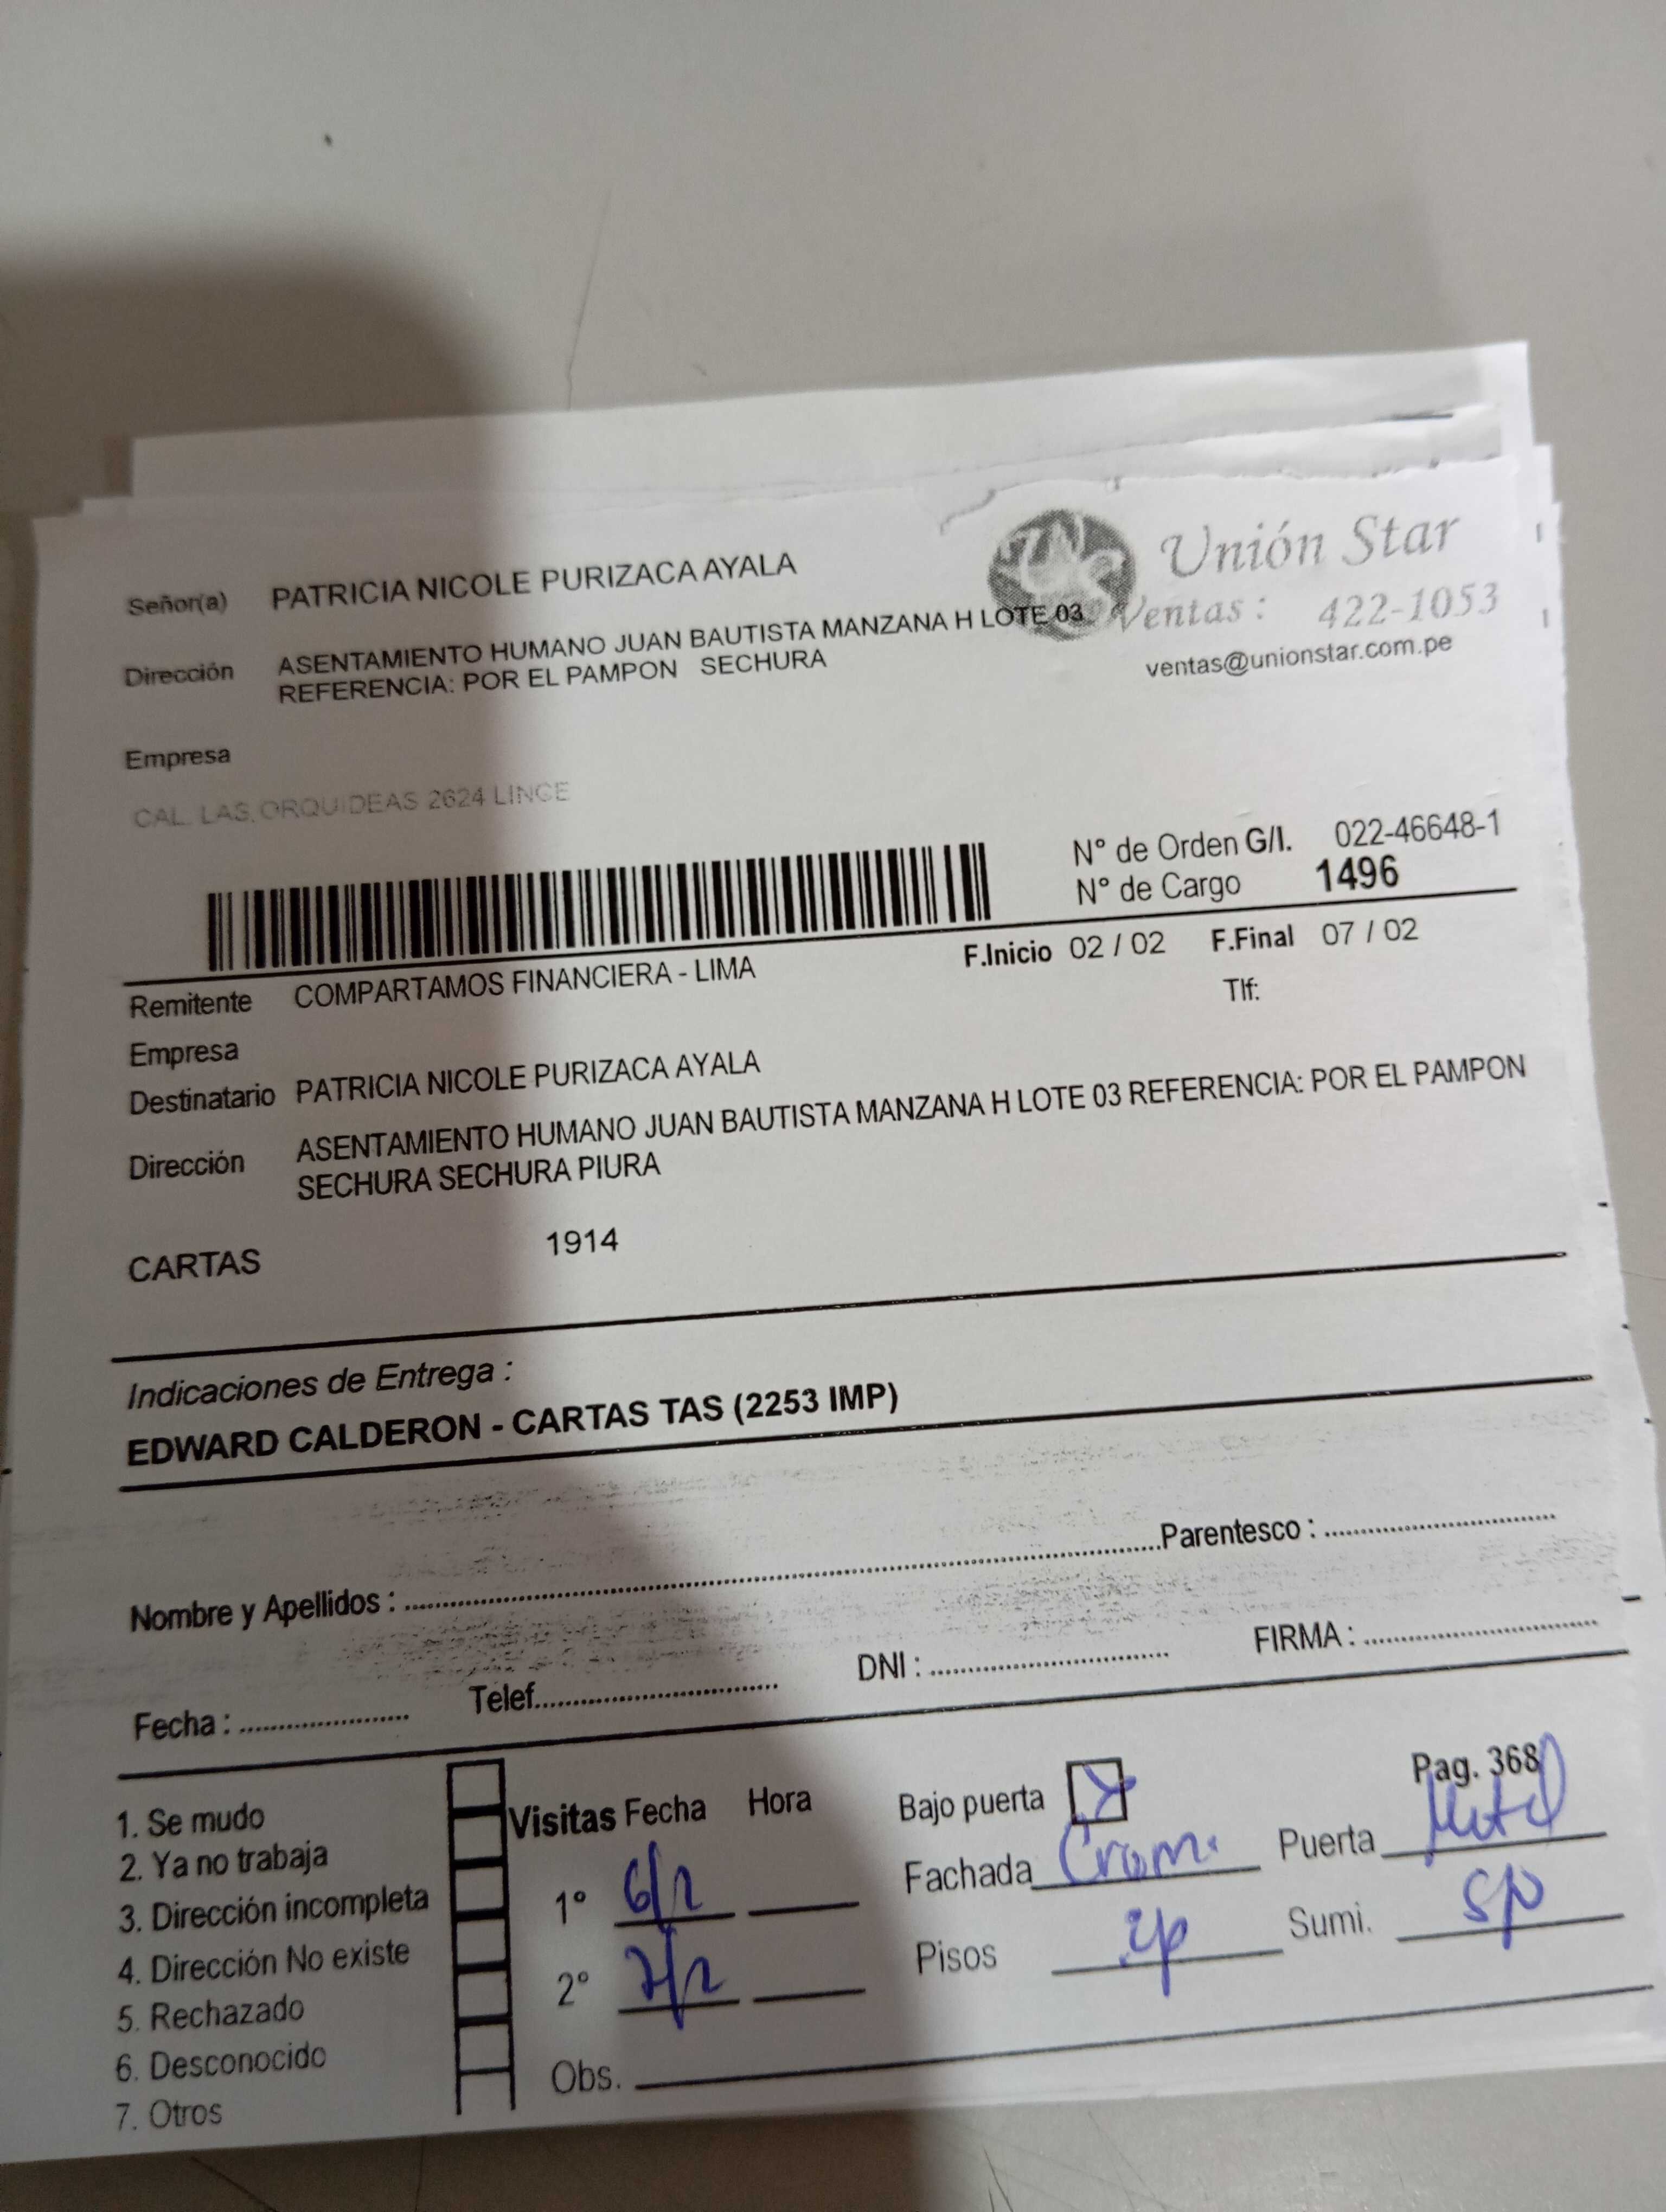 Unión Star
Señor(a) PATRICIA NICOLE PURIZACA AYALA
Ventas : 422-1053
Dirección ASENTAMIENTO HUMANO JUAN BAUTISTA MANZANA H LOTE 03
REFERENCIA: POR EL PAMPON SECHURA
ventas@unionstar.com.pe
Empresa
CAL. LAS ORQUIDEAS 2624 LINCE
N° de Orden G/I. 022-46648-1
N° de Cargo 1496
F.Inicio 02 / 02 F.Final 07 / 02
Remitente COMPARTAMOS FINANCIERA - LIMA
Tlf:
Empresa
Destinatario PATRICIA NICOLE PURIZACA AYALA
Dirección ASENTAMIENTO HUMANO JUAN BAUTISTA MANZANA H LOTE 03 REFERENCIA: POR EL PAMPON
SECHURA SECHURA PIURA
CARTAS 1914
Indicaciones de Entrega :
EDWARD CALDERON - CARTAS TAS (2253 IMP)
Nombre y Apellidos : Parentesco :
Fecha : Telef. DNI : FIRMA :
Pag. 368
1. Se mudo
2. Ya no trabaja
3. Dirección incompleta
4. Dirección No existe
5. Rechazado
6. Desconocido
7. Otros
Visitas Fecha Hora
1° 6/2
2° 7/2
Obs.
Bajo puerta X
Fachada Crem. Puerta Metal
Pisos Sumi. S/N